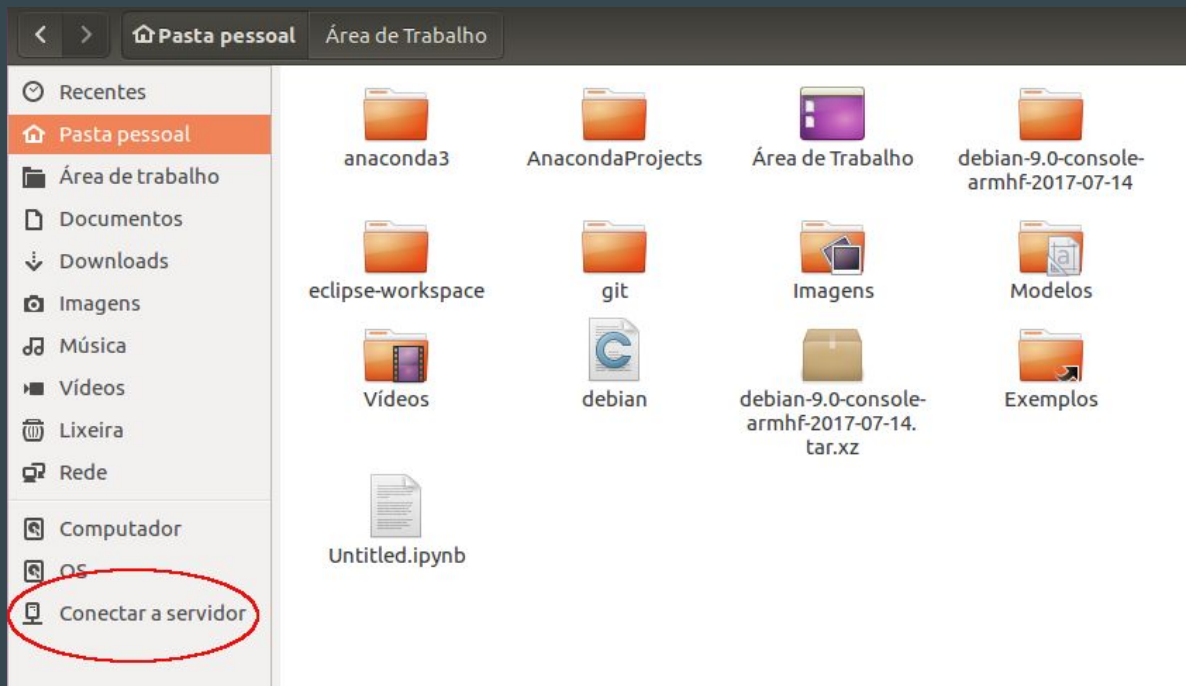 Pasta pessoal Área de Trabalho
Recentes
Pasta pessoal
Área de trabalho
Documentos
Downloads
Imagens
Música
Vídeos
Lixeira
Rede
Computador
OS
Conectar a servidor
anaconda3
AnacondaProjects
Área de Trabalho
debian-9.0-console-
armhf-2017-07-14
eclipse-workspace
git
Imagens
Modelos
Vídeos
debian
debian-9.0-console-
armhf-2017-07-14.
tar.xz
Exemplos
Untitled.ipynb